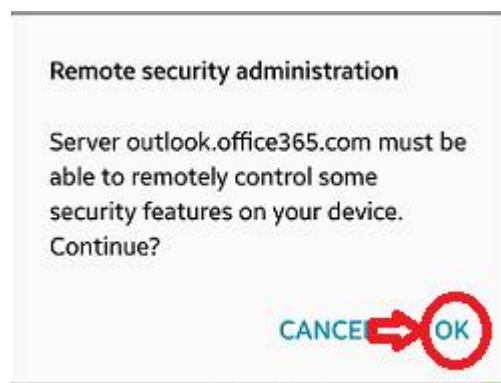 Remote security administration
Server outlook.office365.com must be
able to remotely control some
security features on your device.
Continue?
CANCEL OK